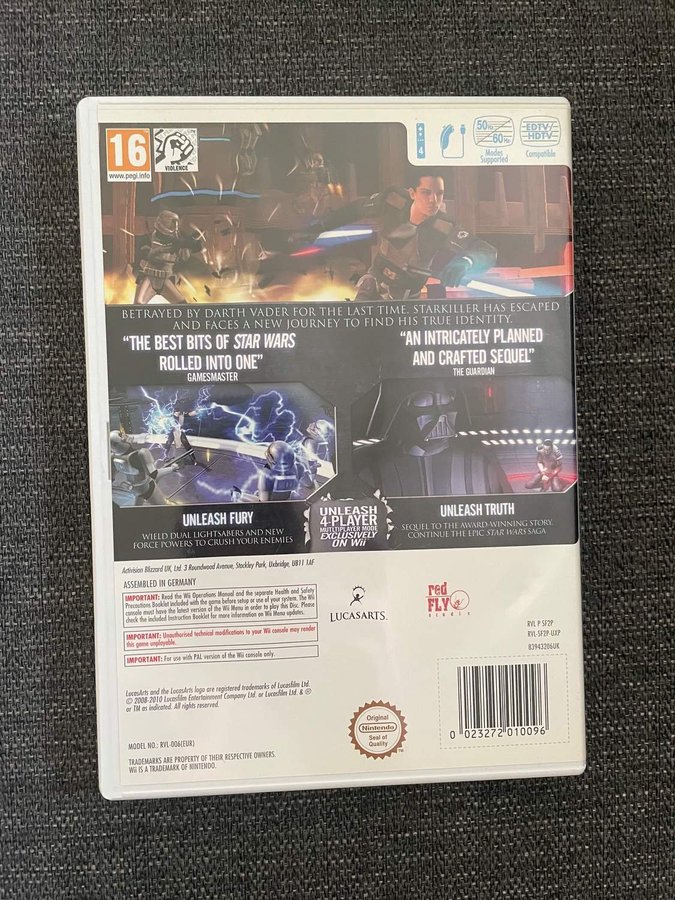 16
www.pegi.info
VIOLENCE
4
50Hz
60Hz
Modes
Supported
EDTV/
HDTV
Compatible
BETRAYED BY DARTH VADER FOR THE LAST TIME, STARKILLER HAS ESCAPED
AND FACES A NEW JOURNEY TO FIND HIS TRUE IDENTITY.
"THE BEST BITS OF STAR WARS
ROLLED INTO ONE"
GAMESMASTER
"AN INTRICATELY PLANNED
AND CRAFTED SEQUEL"
THE GUARDIAN
UNLEASH FURY
WIELD DUAL LIGHTSABERS AND NEW
FORCE POWERS TO CRUSH YOUR ENEMIES
UNLEASH
4-PLAYER
MULTIPLAYER MODE
EXCLUSIVELY
ON Wii
UNLEASH TRUTH
SEQUEL TO THE AWARD-WINNING STORY.
CONTINUE THE EPIC STAR WARS SAGA
Activision Blizzard UK, Ltd. 3 Roundwood Avenue, Stockley Park, Uxbridge, UB11 1AF
ASSEMBLED IN GERMANY
IMPORTANT: Read the Wii Operations Manual and the separate Health and Safety
Precautions Booklet included with the game before setup or use of your system. The Wii
console must have the latest version of the Wii Menu in order to play this Disc. Please
check the included Instruction Booklet for more information on Wii Menu updates.
IMPORTANT: Unauthorised technical modifications to your Wii console may render
this game unplayable.
IMPORTANT: For use with PAL version of the Wii console only.
LUCASARTS.
red
FLY
studio
RVL P SF2P
RVL-SF2P-UXP
83943206UK
LucasArts and the LucasArts logo are registered trademarks of Lucasfilm Ltd.
© 2008-2010 Lucasfilm Entertainment Company Ltd. or Lucasfilm Ltd. & ®
or TM as indicated. All rights reserved.
MODEL NO.: RVL-006(EUR)
TRADEMARKS ARE PROPERTY OF THEIR RESPECTIVE OWNERS.
Wii IS A TRADEMARK OF NINTENDO.
Original
Nintendo
Seal of
Quality
TM
0 023272 010096